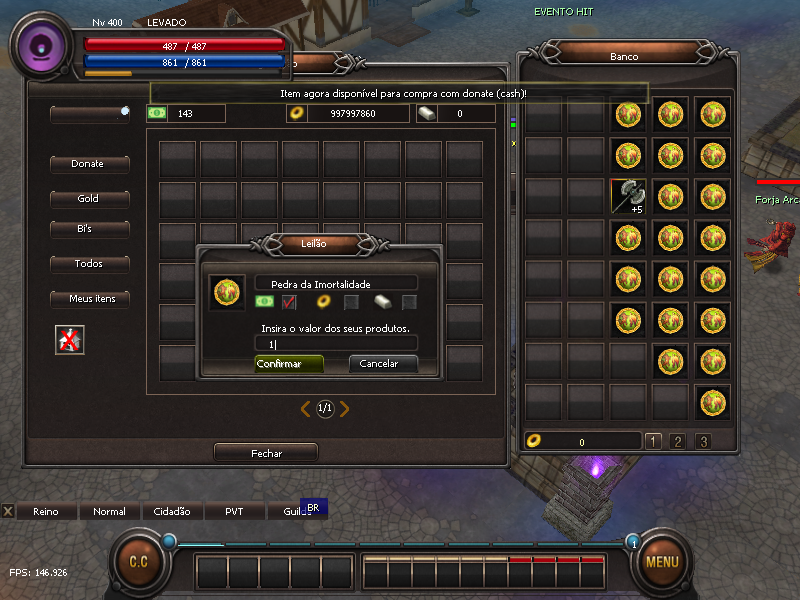 EVENTO HIT
Nv 400 LEVADO
487 / 487
861 / 861
Banco
Item agora disponível para compra com donate (cash)!
143 997997860 0
Donate
Gold
Bi's
Todos
Meus itens
+5
Forja Arc
Leilão
Pedra da Imortalidade
Insira o valor dos seus produtos.
1
Confirmar Cancelar
1/1
Fechar
0 1 2 3
X Reino Normal Cidadão PVT Guild BR
C.C 1 MENU
FPS: 146.926